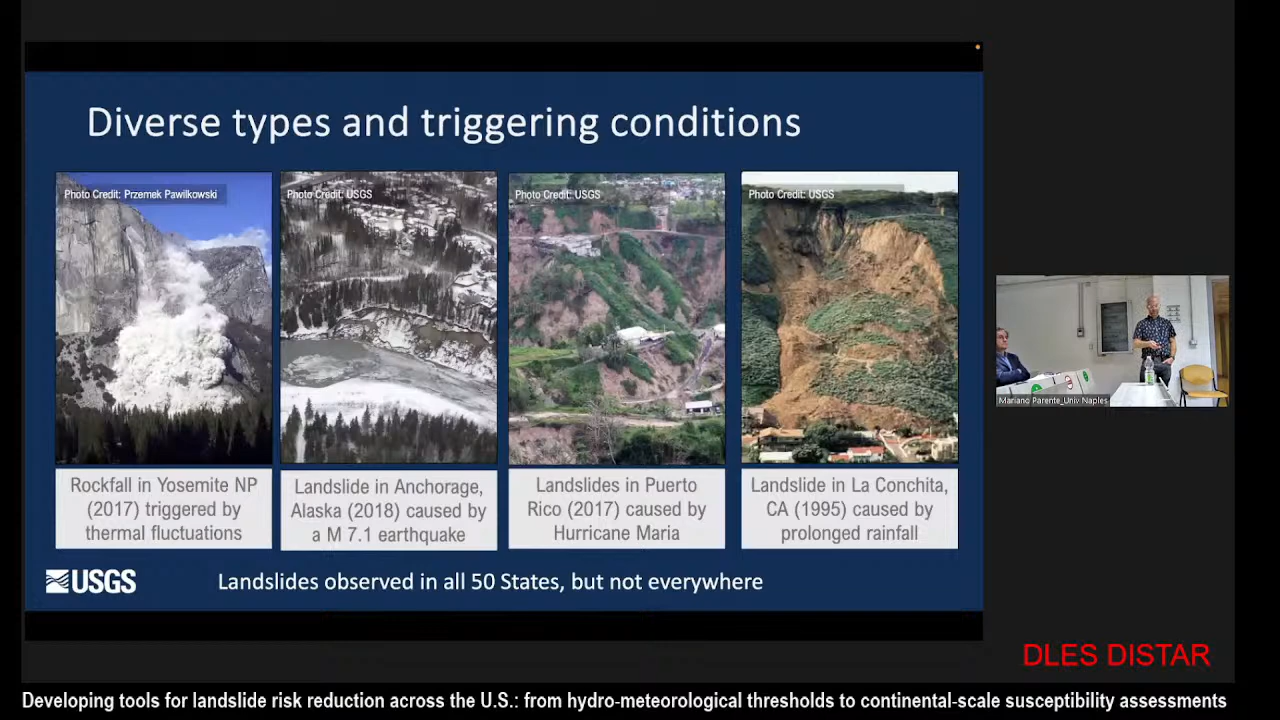 Diverse types and triggering conditions
Photo Credit: Przemek Pawilkowski
Photo Credit: USGS
Photo Credit: USGS
Photo Credit: USGS
Rockfall in Yosemite NP
(2017) triggered by
thermal fluctuations
Landslide in Anchorage,
Alaska (2018) caused by
a M 7.1 earthquake
Landslides in Puerto
Rico (2017) caused by
Hurricane Maria
Landslide in La Conchita,
CA (1995) caused by
prolonged rainfall
USGS
Landslides observed in all 50 States, but not everywhere
Mariano Parente_Univ Naples
DLES DISTAR
Developing tools for landslide risk reduction across the U.S.: from hydro-meteorological thresholds to continental-scale susceptibility assessments